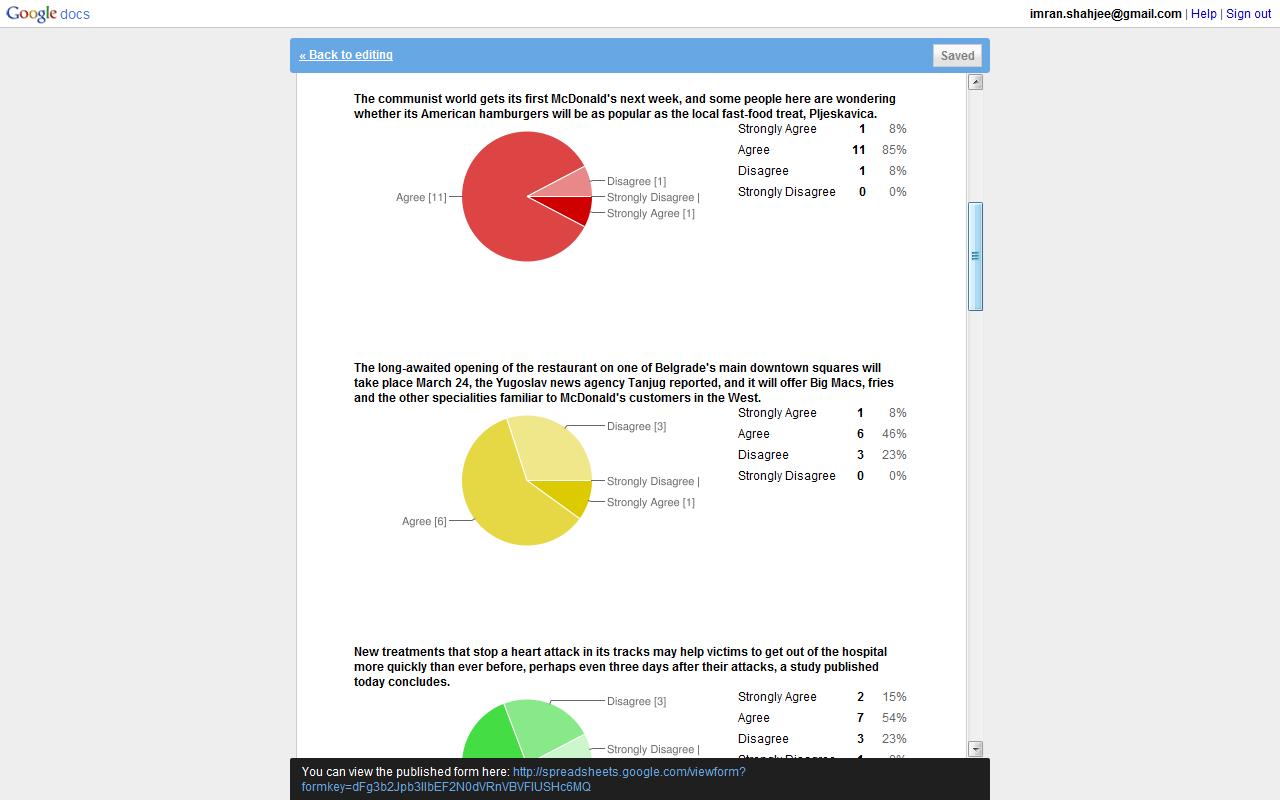 Google docs
imran.shahjee@gmail.com | Help | Sign out
« Back to editing
Saved
The communist world gets its first McDonald's next week, and some people here are wondering
whether its American hamburgers will be as popular as the local fast-food treat, Pljeskavica.
Strongly Agree 1 8%
Agree 11 85%
Disagree 1 8%
Strongly Disagree 0 0%
Agree [11]
Disagree [1]
Strongly Disagree |
Strongly Agree [1]
The long-awaited opening of the restaurant on one of Belgrade's main downtown squares will
take place March 24, the Yugoslav news agency Tanjug reported, and it will offer Big Macs, fries
and the other specialities familiar to McDonald's customers in the West.
Strongly Agree 1 8%
Agree 6 46%
Disagree 3 23%
Strongly Disagree 0 0%
Disagree [3]
Strongly Disagree |
Strongly Agree [1]
Agree [6]
New treatments that stop a heart attack in its tracks may help victims to get out of the hospital
more quickly than ever before, perhaps even three days after their attacks, a study published
today concludes.
Strongly Agree 2 15%
Agree 7 54%
Disagree 3 23%
Strongly Disagree
Disagree [3]
Strongly Disagree |
You can view the published form here: http://spreadsheets.google.com/viewform?
formkey=dFg3b2Jpb3llbEF2N0dVRnVBVFlUSHc6MQ